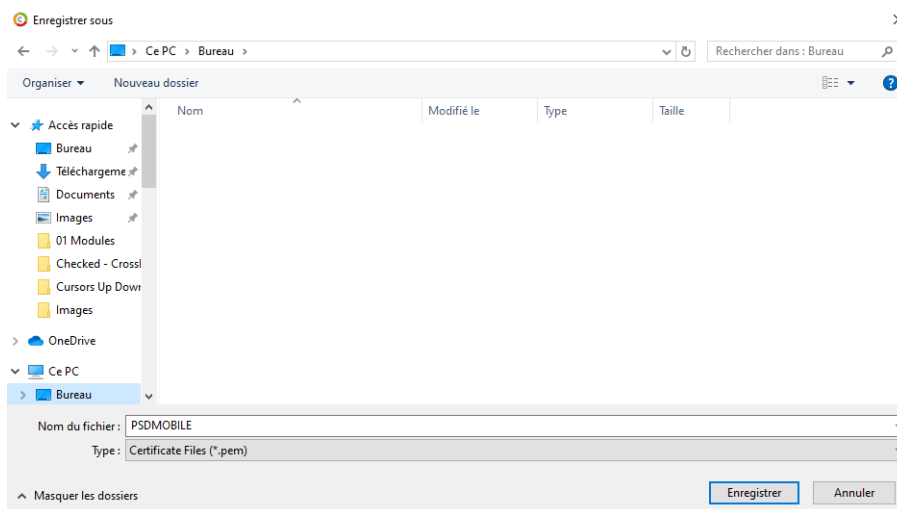 Enregistrer sous
Ce PC > Bureau >
Rechercher dans : Bureau
Organiser
Nouveau dossier
Nom
Modifié le
Type
Taille
Accès rapide
Bureau
Téléchargeme
Documents
Images
01 Modules
Checked - Crossl
Cursors Up Down
Images
OneDrive
Ce PC
Bureau
Nom du fichier : PSDMOBILE
Type : Certificate Files (*.pem)
Masquer les dossiers
Enregistrer
Annuler